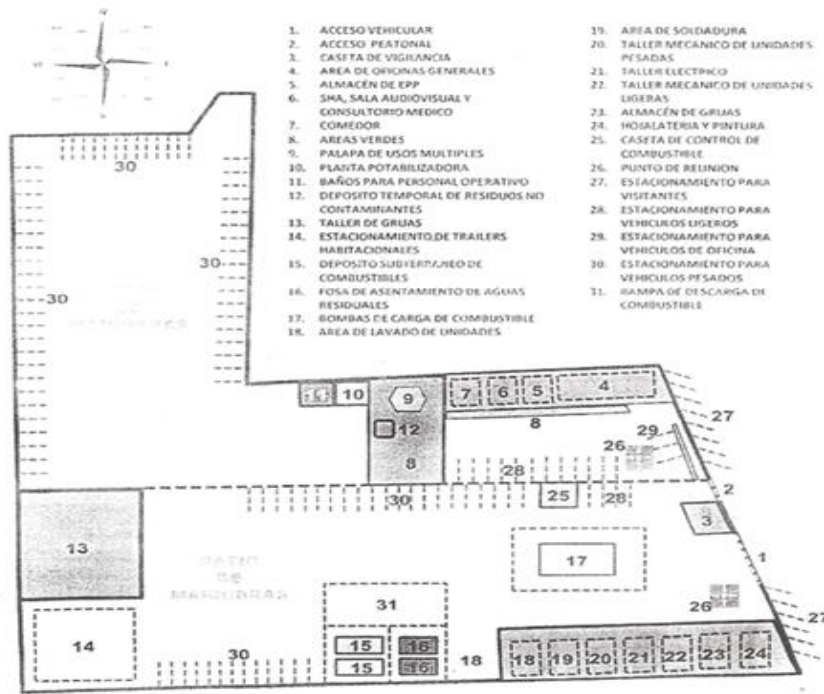 N
1. ACCESO VEHICULAR
2. ACCESO PEATONAL
3. CASETA DE VIGILANCIA
4. AREA DE OFICINAS GENERALES
5. ALMACÉN DE EPP
6. SHA, SALA AUDIOVISUAL Y
CONSULTORIO MEDICO
7. COMEDOR
8. AREAS VERDES
9. PALAPA DE USOS MULTIPLES
10. PLANTA POTABILIZADORA
11. BAÑOS PARA PERSONAL OPERATIVO
12. DEPOSITO TEMPORAL DE RESIDUOS NO
CONTAMINANTES
13. TALLER DE GRUAS
14. ESTACIONAMIENTO DE TRAILERS
HABITACIONALES
15. DEPOSITO SUBTERRANEO DE
COMBUSTIBLES
16. FOSA DE ASENTAMIENTO DE AGUAS
RESIDUALES
17. BOMBAS DE CARGA DE COMBUSTIBLE
18. AREA DE LAVADO DE UNIDADES
19. AREA DE SOLDADURA
20. TALLER MECANICO DE UNIDADES
PESADAS
21. TALLER ELECTRICO
22. TALLER MECANICO DE UNIDADES
LIGERAS
23. ALMACÉN DE GRUAS
24. HOJALATERIA Y PINTURA
25. CASETA DE CONTROL DE
COMBUSTIBLE
26. PUNTO DE REUNION
27. ESTACIONAMIENTO PARA
VISITANTES
28. ESTACIONAMIENTO PARA
VEHICULOS LIGEROS
29. ESTACIONAMIENTO PARA
VEHICULOS DE OFICINA
30. ESTACIONAMIENTO PARA
VEHICULOS PESADOS
31. RAMPA DE DESCARGA DE
COMBUSTIBLE
30
30
30
10
9
7
6
5
4
27
12
8
29
26
8
28
2
30
25
28
3
13
17
1
31
26
27
14
30
15
16
15
16
18
18
19
20
21
22
23
24